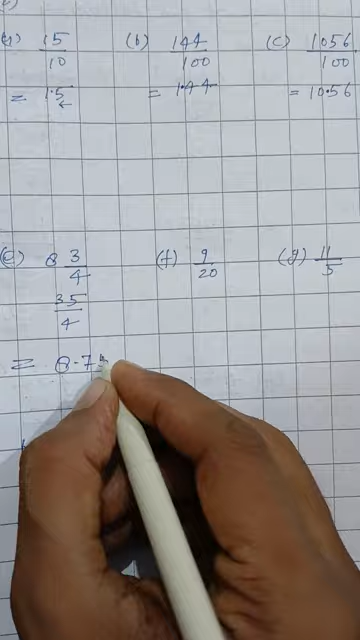 (a) 15/10 (b) 144/100 (c) 1056/100
= 1.5 = 1.44 = 10.56
(e) 8 3/4 (f) 9/20 (g) 11/5
35/4
= 8.75